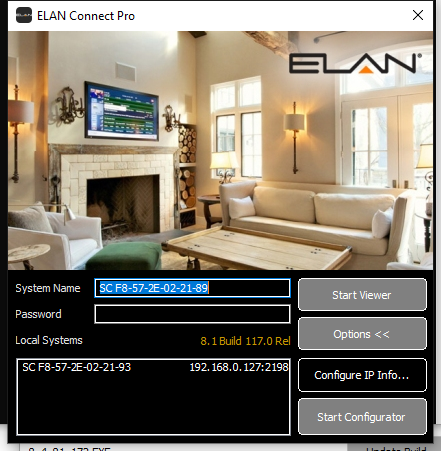 ELAN Connect Pro
ELAN®
System Name
SC F8-57-2E-02-21-89
Start Viewer
Password
Options <<
Local Systems
8.1 Build 117.0 Rel
SC F8-57-2E-02-21-93
192.168.0.127:2198
Configure IP Info...
Start Configurator
Update Build